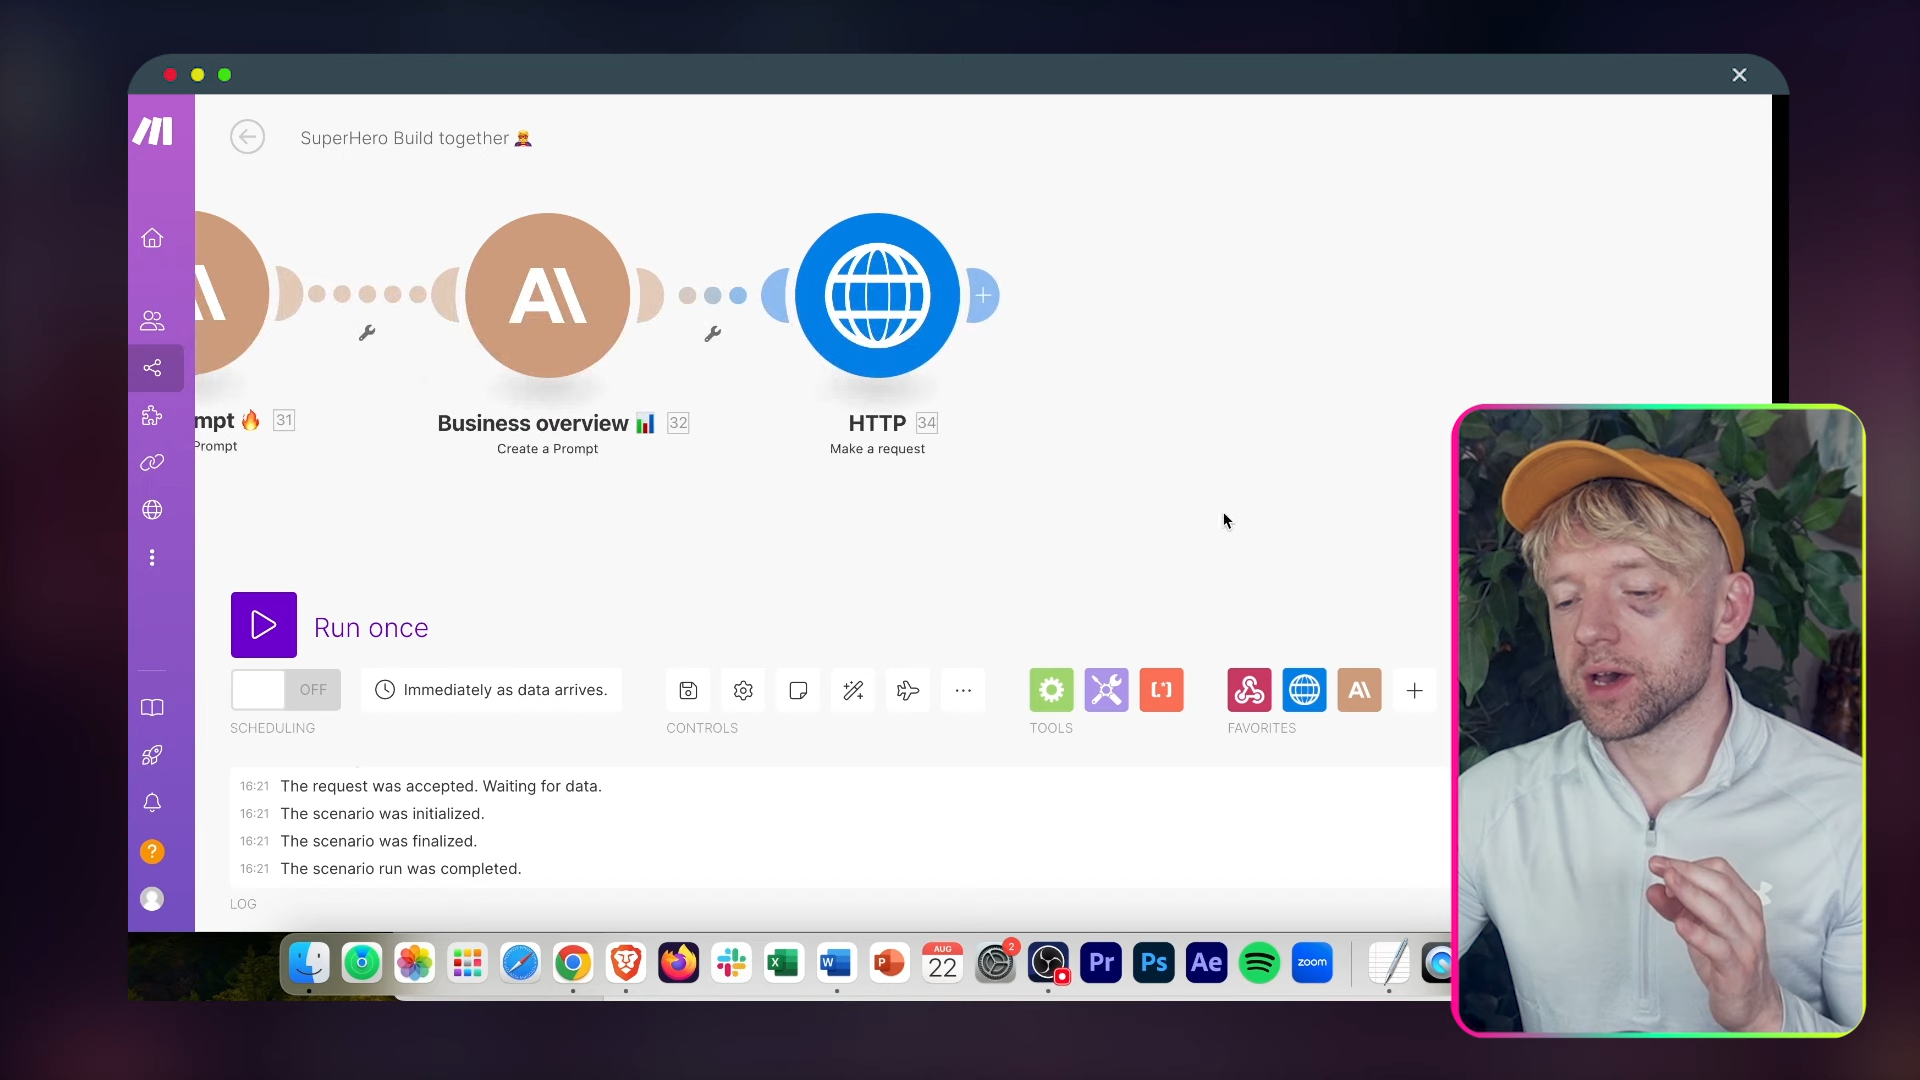 SuperHero Build together
mpt 🔥 31
Prompt
Business overview 📊 32
Create a Prompt
HTTP 34
Make a request
Run once
OFF
Immediately as data arrives.
SCHEDULING
CONTROLS
TOOLS
FAVORITES
16:21 The request was accepted. Waiting for data.
16:21 The scenario was initialized.
16:21 The scenario was finalized.
16:21 The scenario run was completed.
LOG
AUG
22
2
Pr
Ps
Ae
zoom